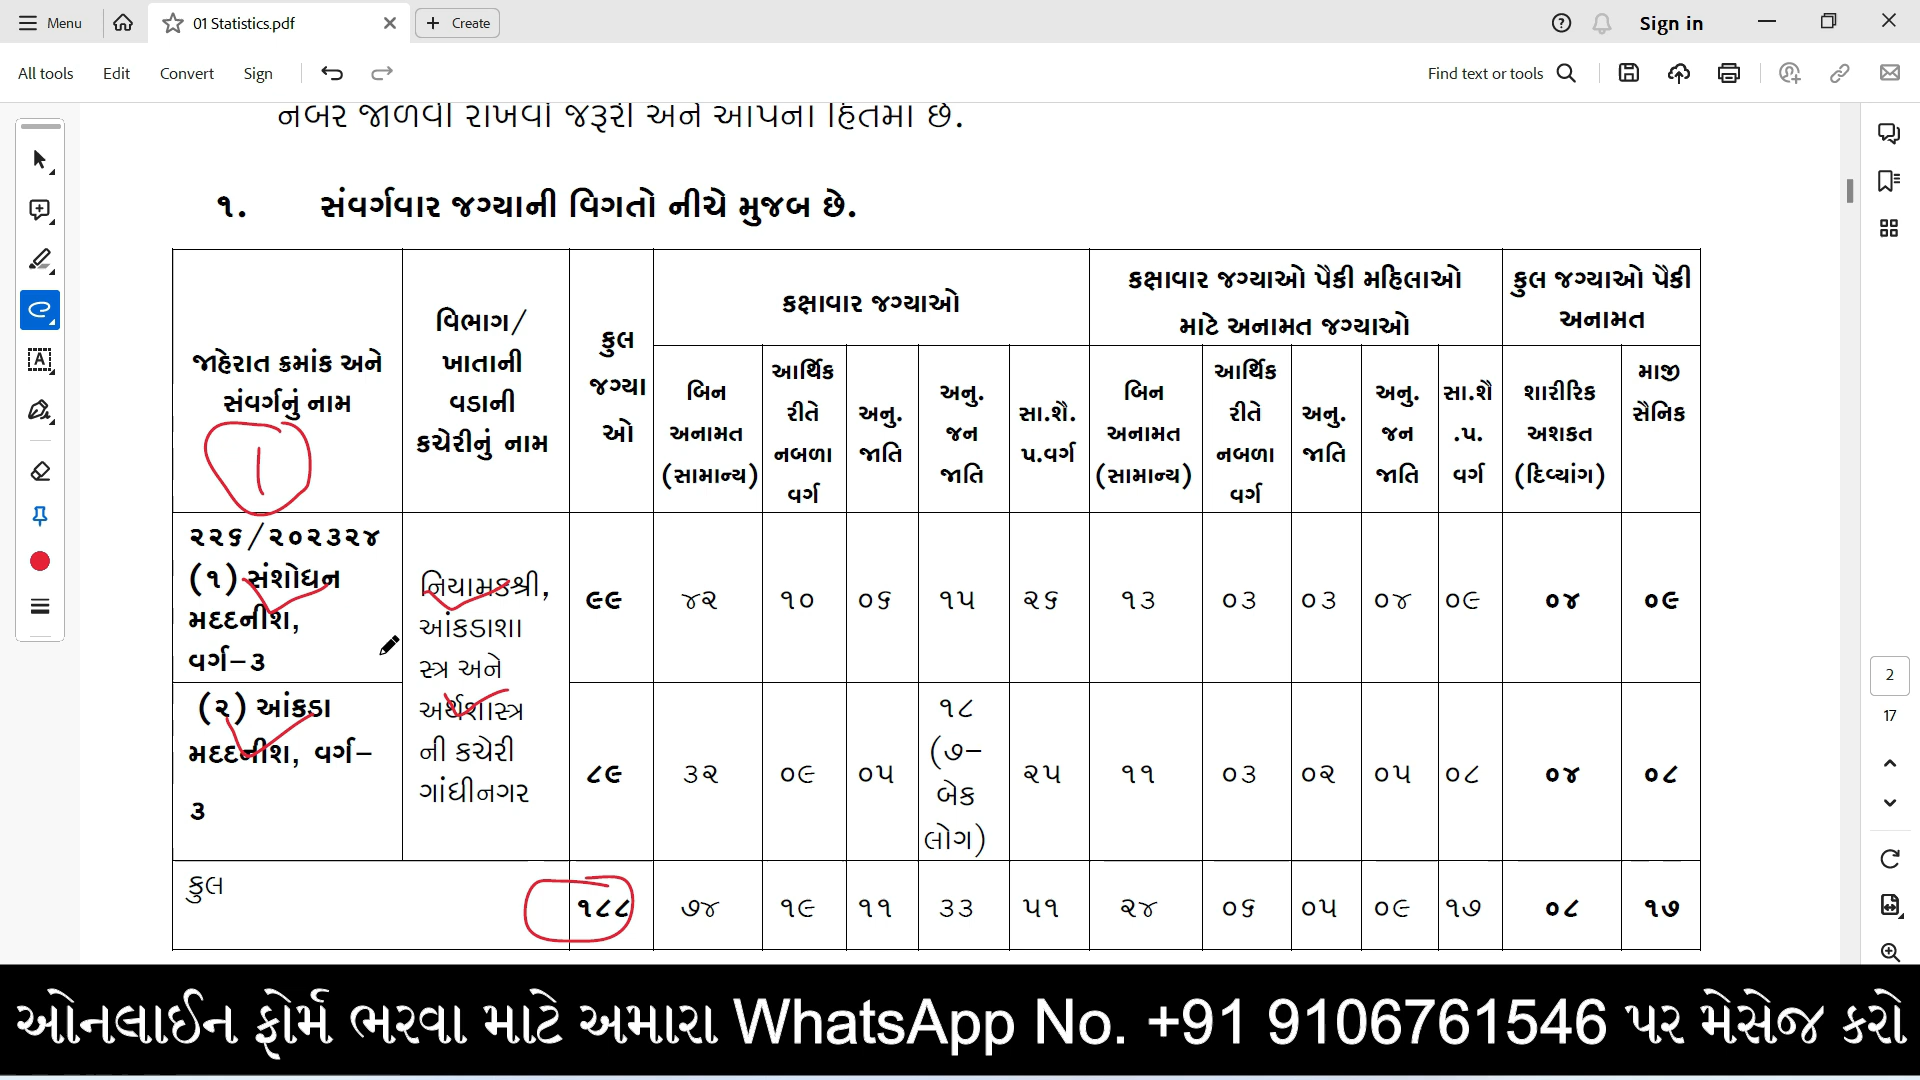 Menu
01 Statistics.pdf
Create
Sign in
All tools
Edit
Convert
Sign
Find text or tools
નંબર જાળવી રાખવો જરૂરી અને આપના હિતમાં છે.
૧. સંવર્ગવાર જગ્યાની વિગતો નીચે મુજબ છે.
જાહેરાત ક્રમાંક અને સંવર્ગનું નામ
વિભાગ/ ખાતાની વડાની કચેરીનું નામ
કુલ જગ્યા ઓ
કક્ષાવાર જગ્યાઓ
કક્ષાવાર જગ્યાઓ પૈકી મહિલાઓ માટે અનામત જગ્યાઓ
કુલ જગ્યાઓ પૈકી અનામત
બિન અનામત (સામાન્ય)
આર્થિક રીતે નબળા વર્ગ
અનુ. જાતિ
અનુ. જન જાતિ
સા.શૈ. પ.વર્ગ
બિન અનામત (સામાન્ય)
આર્થિક રીતે નબળા વર્ગ
અનુ. જાતિ
અનુ. જન જાતિ
સા.શૈ .પ. વર્ગ
શારીરિક અશકત (દિવ્યાંગ)
માજી સૈનિક
1
૨૨૬/૨૦૨૩૨૪
(૧) સંશોધન
મદદનીશ,
વર્ગ-૩
નિયામકશ્રી,
આંકડાશા
સ્ત્ર અને
અર્થશાસ્ત્ર
ની કચેરી
ગાંધીનગર
૯૯ ૪૨ ૧૦ ૦૬ ૧૫ ૨૬ ૧૩ ૦૩ ૦૩ ૦૪ ૦૯ ૦૪ ૦૯
(૨) આંકડા
મદદનીશ, વર્ગ-
૩
૮૯ ૩૨ ૦૯ ૦૫ ૧૮ (૭- બેક લોગ) ૨૫ ૧૧ ૦૩ ૦૨ ૦૫ ૦૮ ૦૪ ૦૮
કુલ ૧૮૮ ૭૪ ૧૯ ૧૧ ૩૩ ૫૧ ૨૪ ૦૬ ૦૫ ૦૯ ૧૭ ૦૮ ૧૭
2
17
ઓનલાઈન ફોર્મ ભરવા માટે અમારા WhatsApp No. +91 9106761546 પર મેસેજ કરો